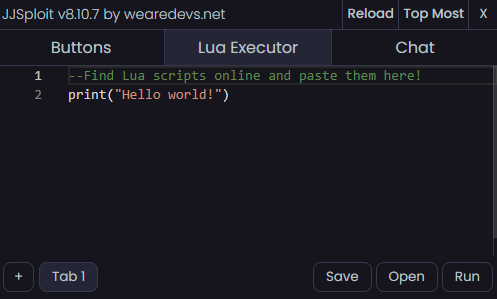 JJSploit v8.10.7 by wearedevs.net
Reload
Top Most
X
Buttons
Lua Executor
Chat
1 --Find Lua scripts online and paste them here!
2 print("Hello world!")
+
Tab 1
Save
Open
Run